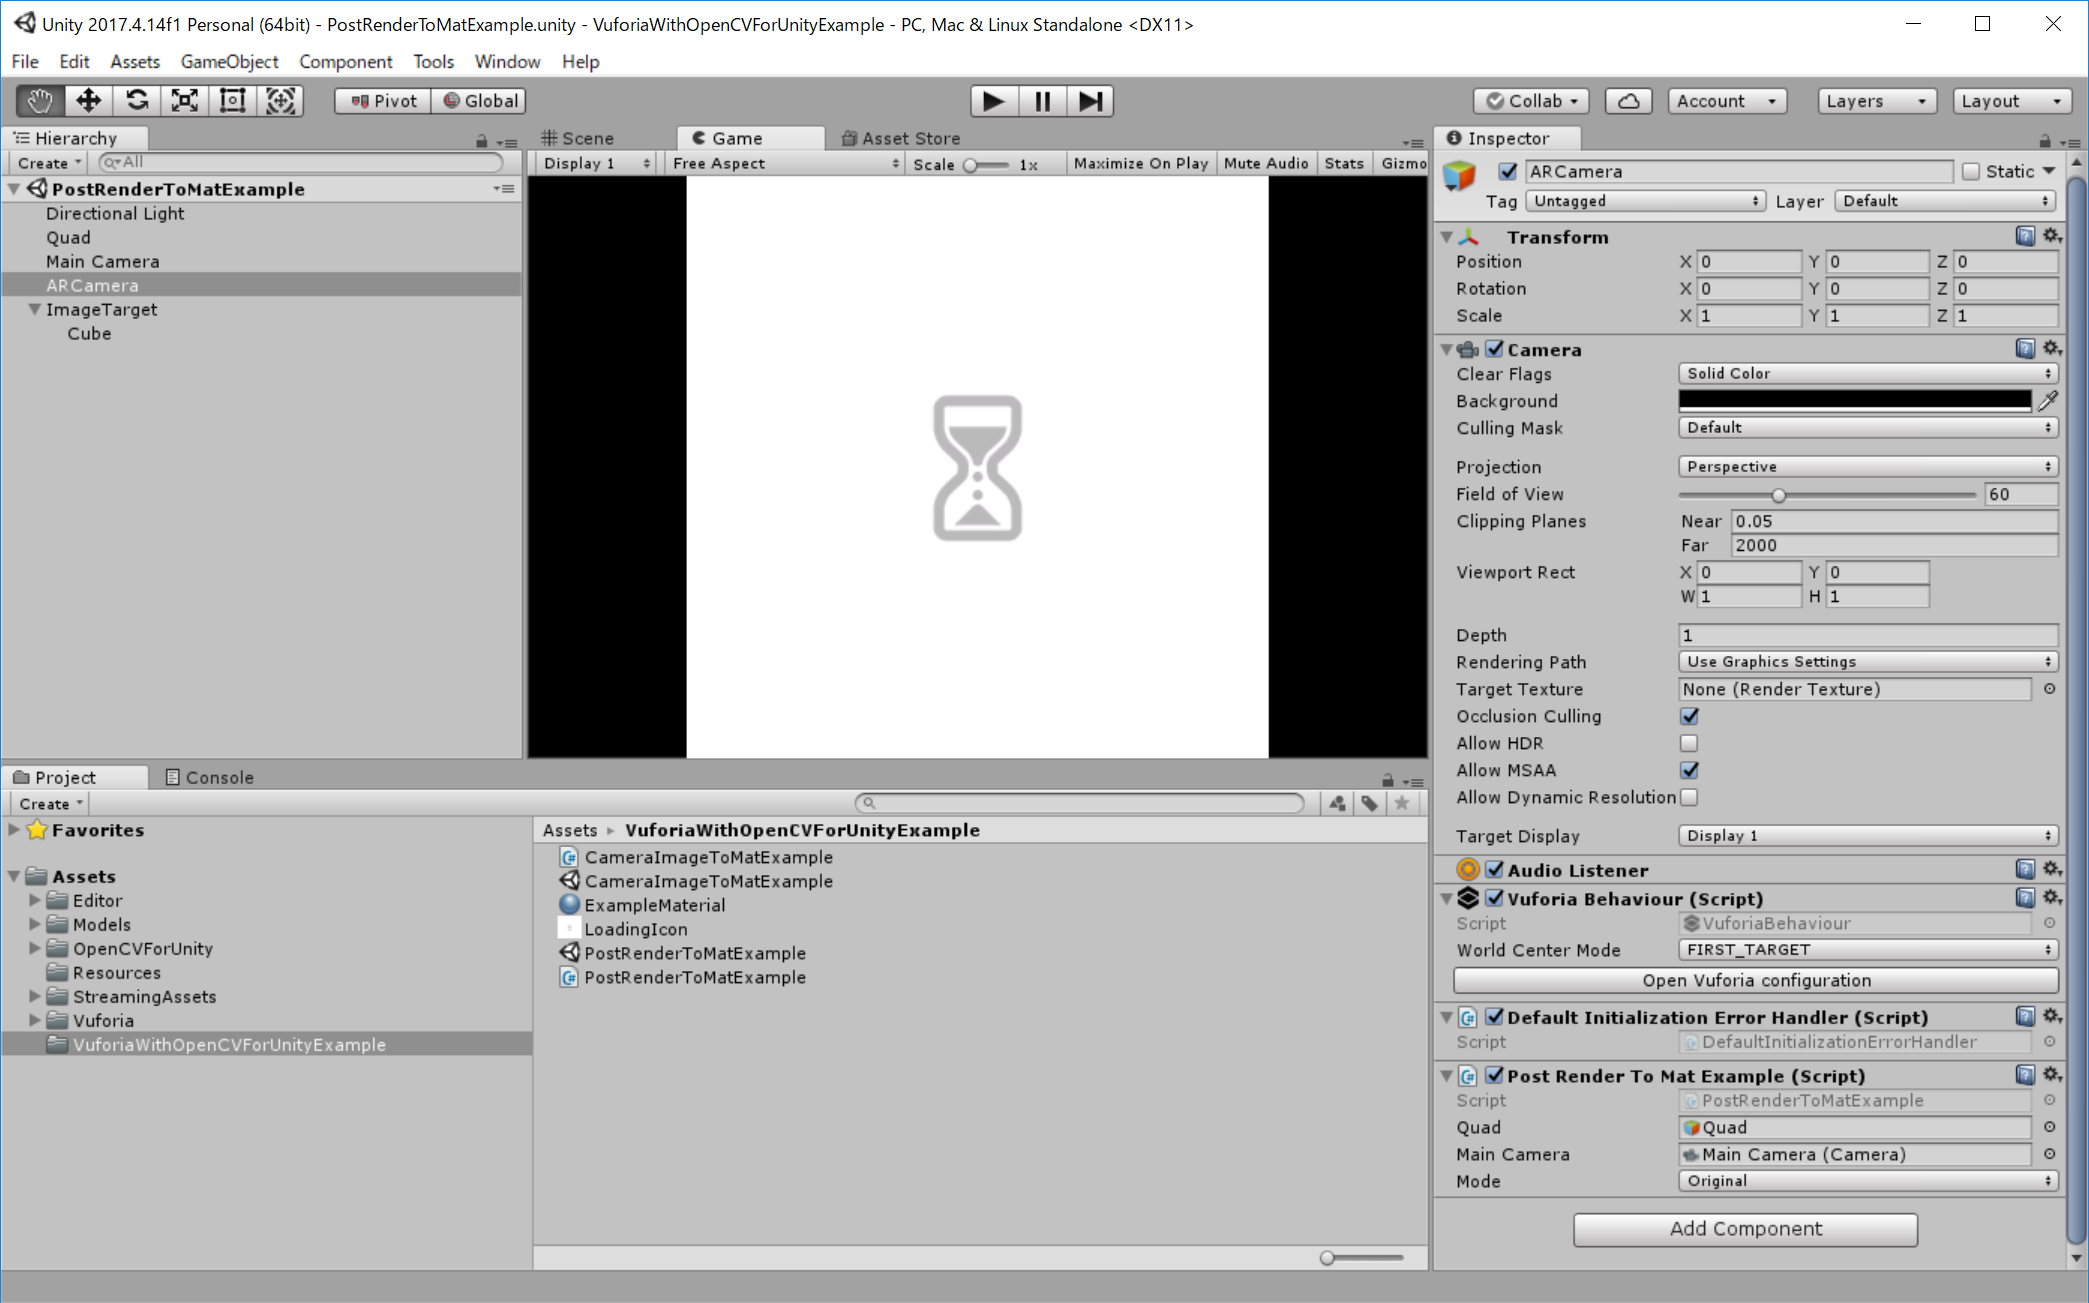 Unity 2017.4.14f1 Personal (64bit) - PostRenderToMatExample.unity - VuforiaWithOpenCVForUnityExample - PC, Mac & Linux Standalone <DX11>
File Edit Assets GameObject Component Tools Window Help
Pivot Global Collab Account Layers Layout
Hierarchy
Create All
PostRenderToMatExample
Directional Light
Quad
Main Camera
ARCamera
ImageTarget
Cube
Scene Game Asset Store
Display 1 Free Aspect Scale 1x Maximize On Play Mute Audio Stats Gizmo
Project Console
Create
Favorites
Assets
Editor
Models
OpenCVForUnity
Resources
StreamingAssets
Vuforia
VuforiaWithOpenCVForUnityExample
Assets VuforiaWithOpenCVForUnityExample
CameraImageToMatExample
CameraImageToMatExample
ExampleMaterial
LoadingIcon
PostRenderToMatExample
PostRenderToMatExample
Inspector
ARCamera Static
Tag Untagged Layer Default
Transform
Position X 0 Y 0 Z 0
Rotation X 0 Y 0 Z 0
Scale X 1 Y 1 Z 1
Camera
Clear Flags Solid Color
Background
Culling Mask Default
Projection Perspective
Field of View 60
Clipping Planes Near 0.05
Far 2000
Viewport Rect X 0 Y 0
W 1 H 1
Depth 1
Rendering Path Use Graphics Settings
Target Texture None (Render Texture)
Occlusion Culling
Allow HDR
Allow MSAA
Allow Dynamic Resolution
Target Display Display 1
Audio Listener
Vuforia Behaviour (Script)
Script VuforiaBehaviour
World Center Mode FIRST_TARGET
Open Vuforia configuration
Default Initialization Error Handler (Script)
Script DefaultInitializationErrorHandler
Post Render To Mat Example (Script)
Script PostRenderToMatExample
Quad Quad
Main Camera Main Camera (Camera)
Mode Original
Add Component